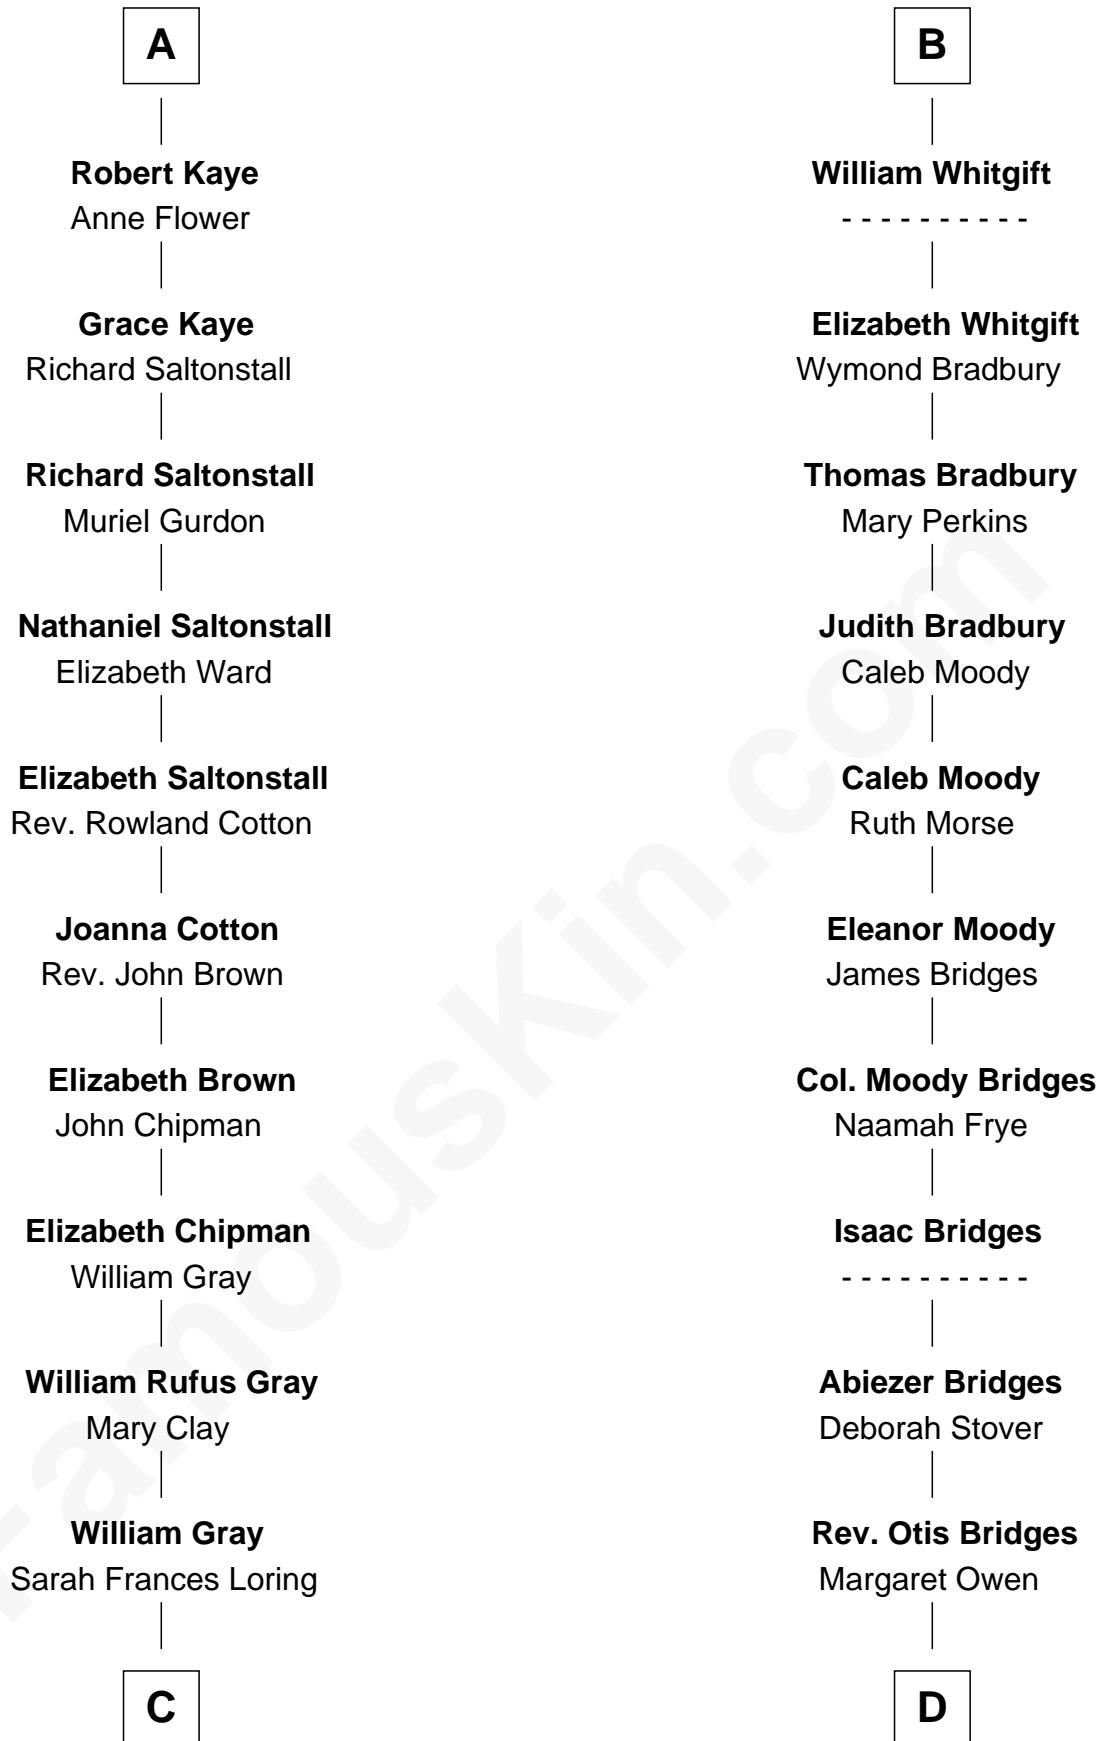 A
Robert Kaye
Anne Flower
Grace Kaye
Richard Saltonstall
Richard Saltonstall
Muriel Gurdon
Nathaniel Saltonstall
Elizabeth Ward
Elizabeth Saltonstall
Rev. Rowland Cotton
Joanna Cotton
Rev. John Brown
Elizabeth Brown
John Chipman
Elizabeth Chipman
William Gray
William Rufus Gray
Mary Clay
William Gray
Sarah Frances Loring
C
B
William Whitgift
- - - - - - - - - -
Elizabeth Whitgift
Wymond Bradbury
Thomas Bradbury
Mary Perkins
Judith Bradbury
Caleb Moody
Caleb Moody
Ruth Morse
Eleanor Moody
James Bridges
Col. Moody Bridges
Naamah Frye
Isaac Bridges
- - - - - - - - - -
Abiezer Bridges
Deborah Stover
Rev. Otis Bridges
Margaret Owen
D
FamousKin.com